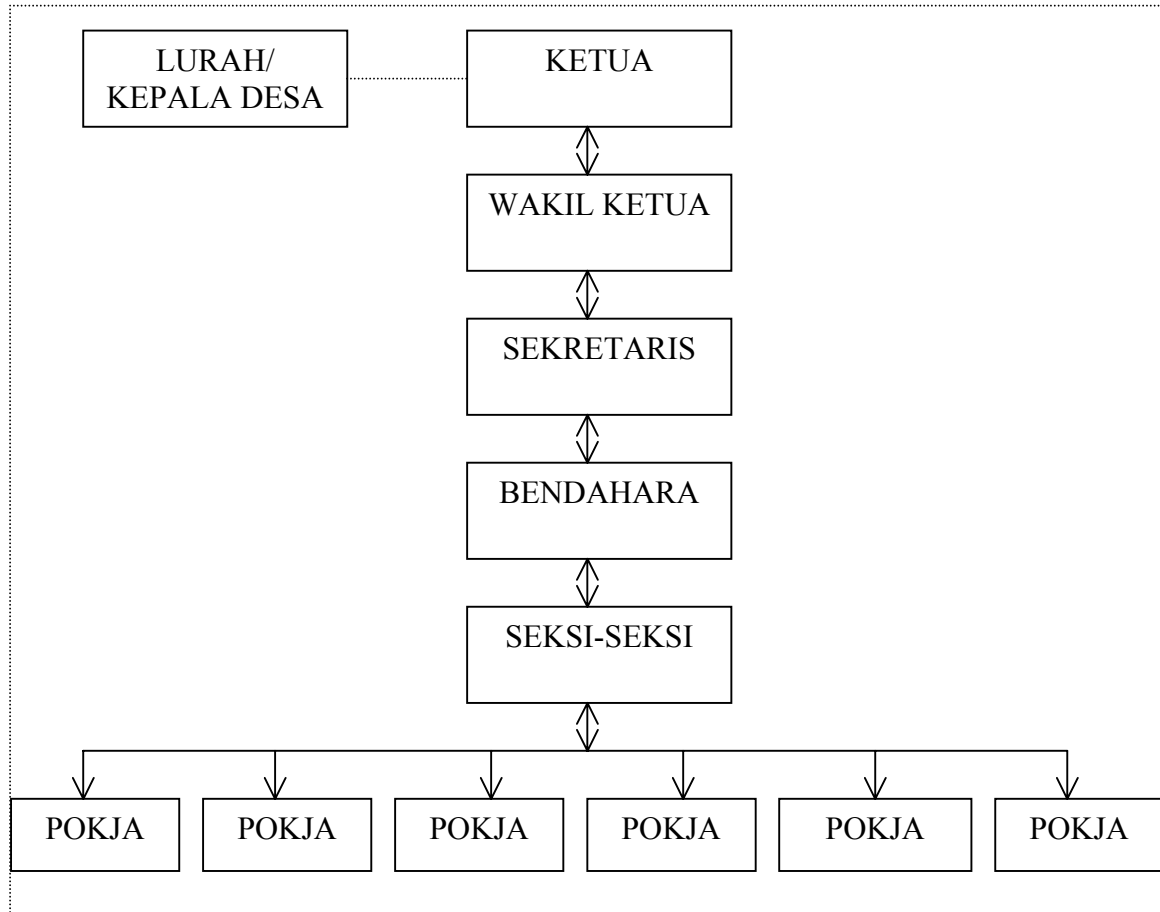 LURAH/
KEPALA DESA
KETUA
WAKIL KETUA
SEKRETARIS
BENDAHARA
SEKSI-SEKSI
POKJA
POKJA
POKJA
POKJA
POKJA
POKJA